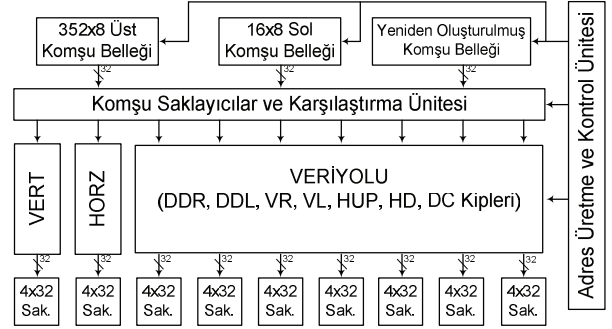 352x8 Üst
Komşu Belleği
16x8 Sol
Komşu Belleği
Yeniden Oluşturulmuş
Komşu Belleği
32
32
32
Komşu Saklayıcılar ve Karşılaştırma Ünitesi
Adres Üretme ve Kontrol Ünitesi
VERT
HORZ
VERİYOLU
(DDR, DDL, VR, VL, HUP, HD, DC Kipleri)
32
32
32
32
32
32
32
32
32
4x32
Sak.
4x32
Sak.
4x32
Sak.
4x32
Sak.
4x32
Sak.
4x32
Sak.
4x32
Sak.
4x32
Sak.
4x32
Sak.